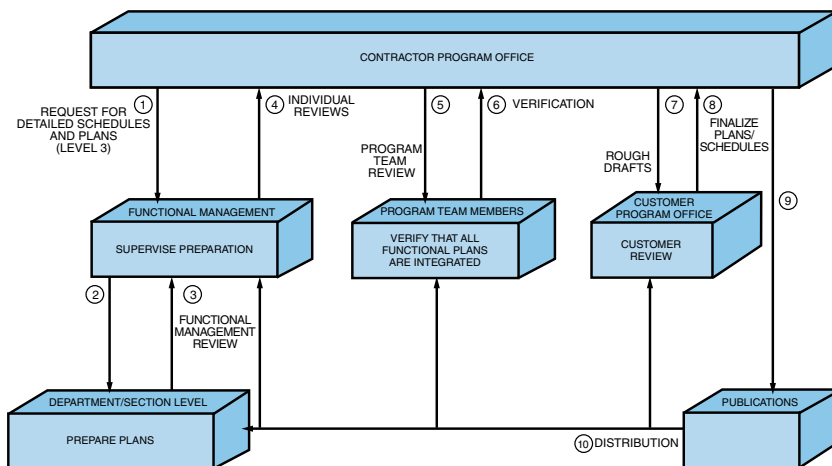 CONTRACTOR PROGRAM OFFICE
1
REQUEST FOR
DETAILED SCHEDULES
AND PLANS
(LEVEL 3)
4
INDIVIDUAL
REVIEWS
5
PROGRAM
TEAM
REVIEW
6
VERIFICATION
7
ROUGH
DRAFTS
8
FINALIZE
PLANS/
SCHEDULES
9
FUNCTIONAL MANAGEMENT
SUPERVISE PREPARATION
PROGRAM TEAM MEMBERS
VERIFY THAT ALL
FUNCTIONAL PLANS
ARE INTEGRATED
CUSTOMER
PROGRAM OFFICE
CUSTOMER
REVIEW
2
3
FUNCTIONAL
MANAGEMENT
REVIEW
DEPARTMENT/SECTION LEVEL
PREPARE PLANS
PUBLICATIONS
10
DISTRIBUTION